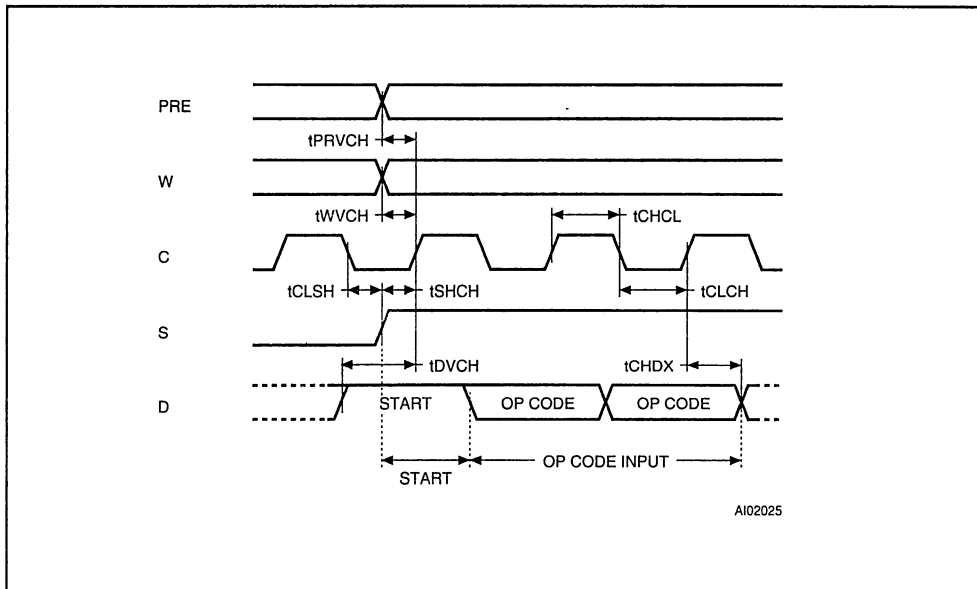 PRE
tPRVCH
W
tWVCH
tCHCL
C
tCLSH
tSHCH
tCLCH
S
tDVCH
tCHDX
D
START
OP CODE
OP CODE
OP CODE INPUT
START
AI02025